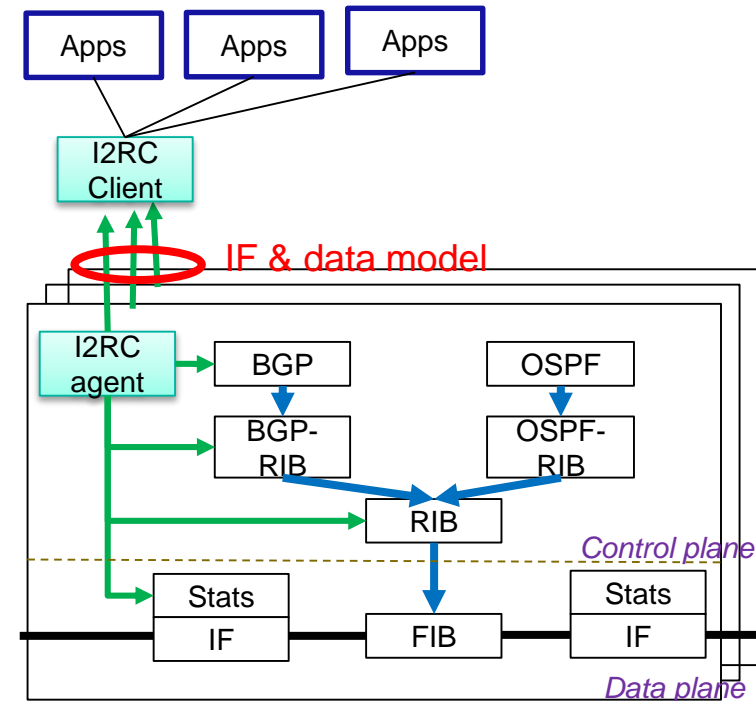 Apps
Apps
Apps
I2RC
Client
IF & data model
I2RC
agent
BGP
OSPF
BGP-
RIB
OSPF-
RIB
RIB
Control plane
Stats
Stats
IF
FIB
IF
Data plane